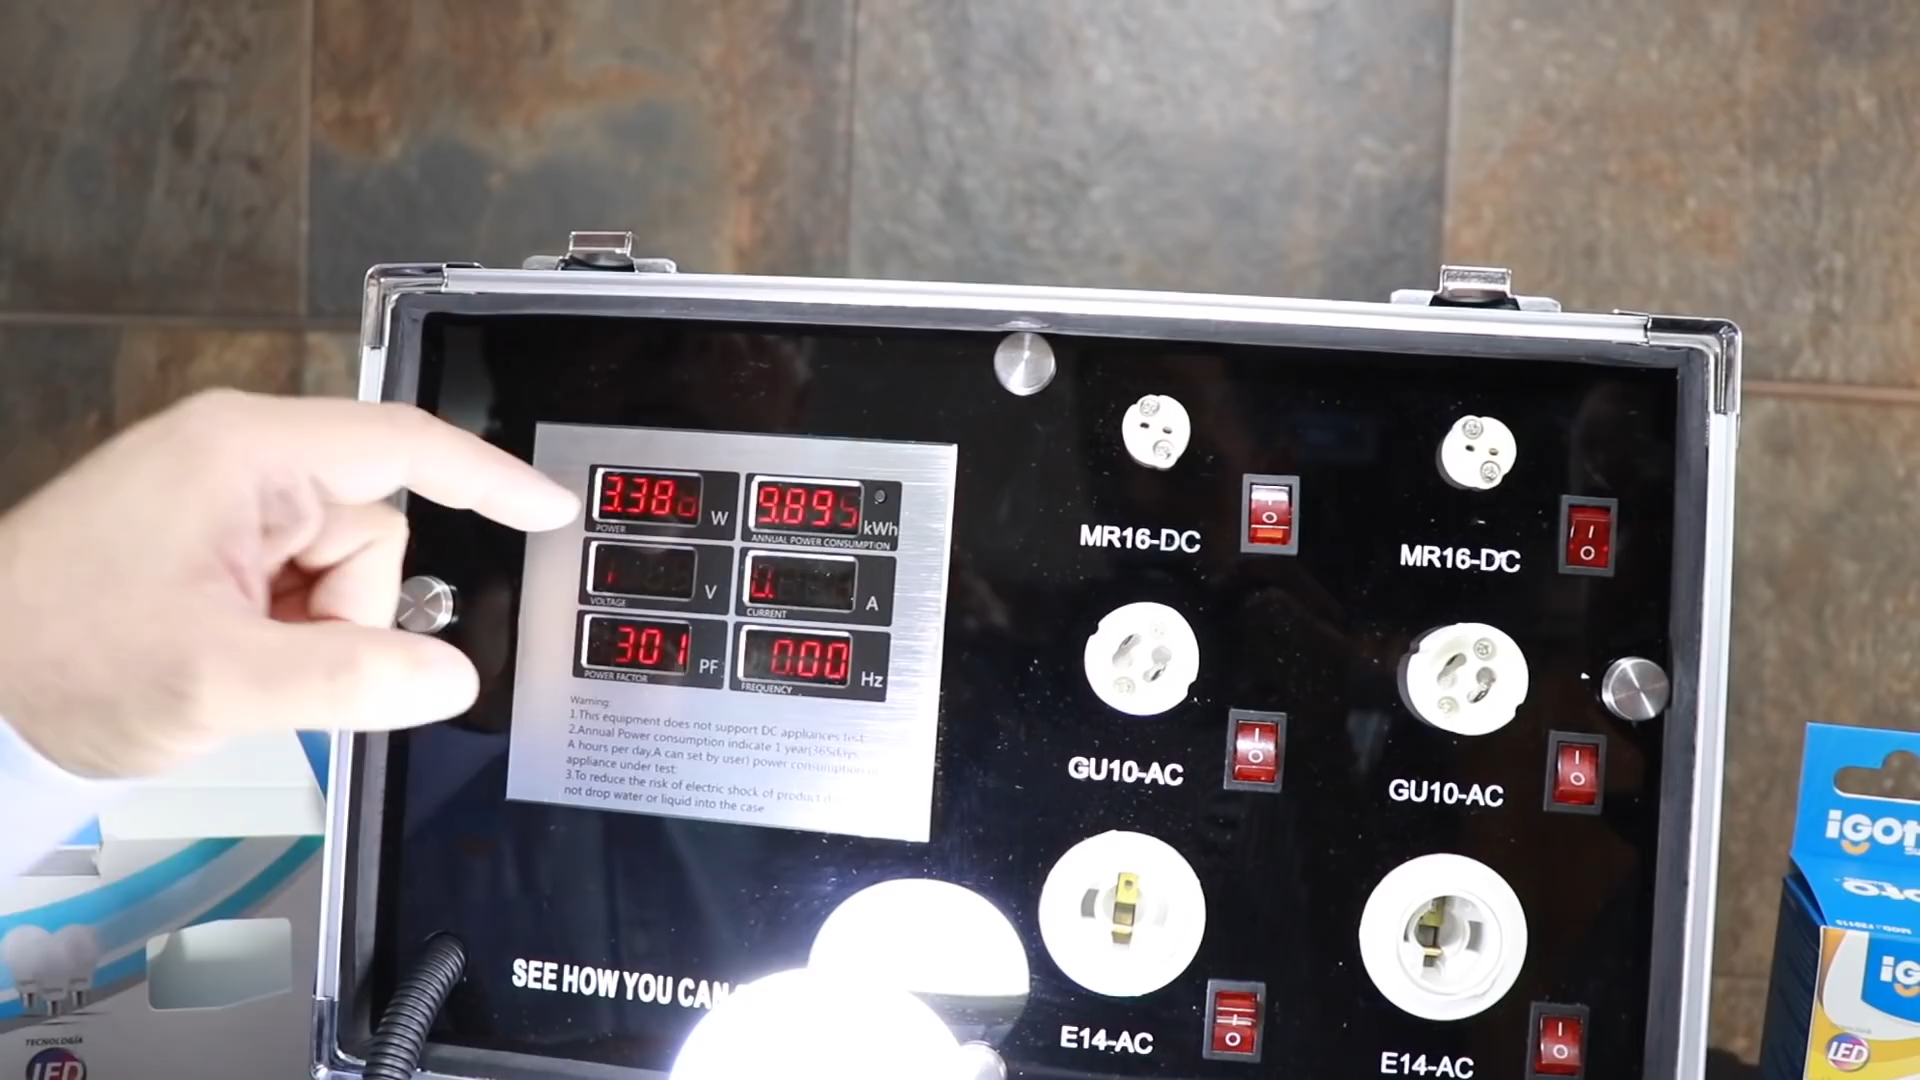 3.38
W
POWER
9.895
kWh
ANNUAL POWER CONSUMPTION
V
VOLTAGE
A
CURRENT
301
PF
POWER FACTOR
0.00
Hz
FREQUENCY
Warning:
1.This equipment does not support DC appliances test
2.Annual Power consumption indicate 1 year(365days,
A hours per day,A can set by user) power consumption
appliance under test:
3.To reduce the risk of electric shock of product
not drop water or liquid into the case
SEE HOW YOU CAN
MR16-DC
MR16-DC
GU10-AC
GU10-AC
E14-AC
E14-AC
TECNOLOGÍA
LED
LED